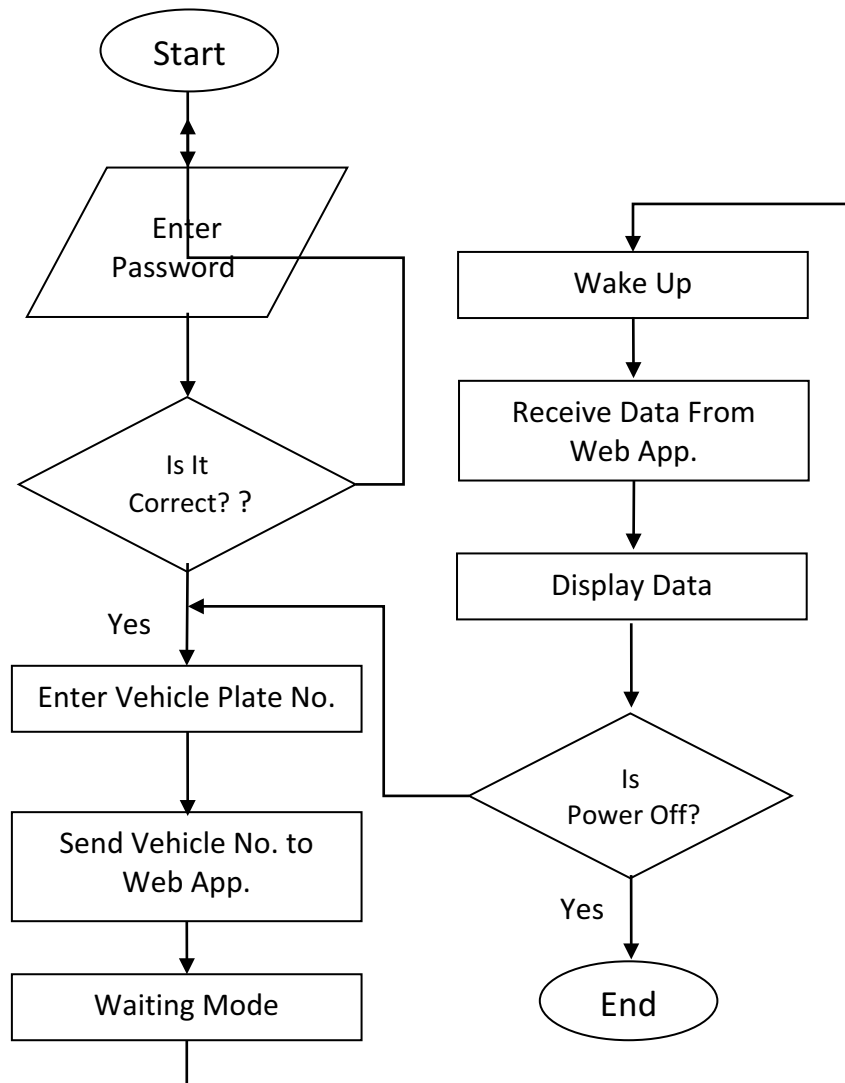 Start
Enter
Password
Is It
Correct? ?
Yes
Enter Vehicle Plate No.
Send Vehicle No. to
Web App.
Waiting Mode
Wake Up
Receive Data From
Web App.
Display Data
Is
Power Off?
Yes
End